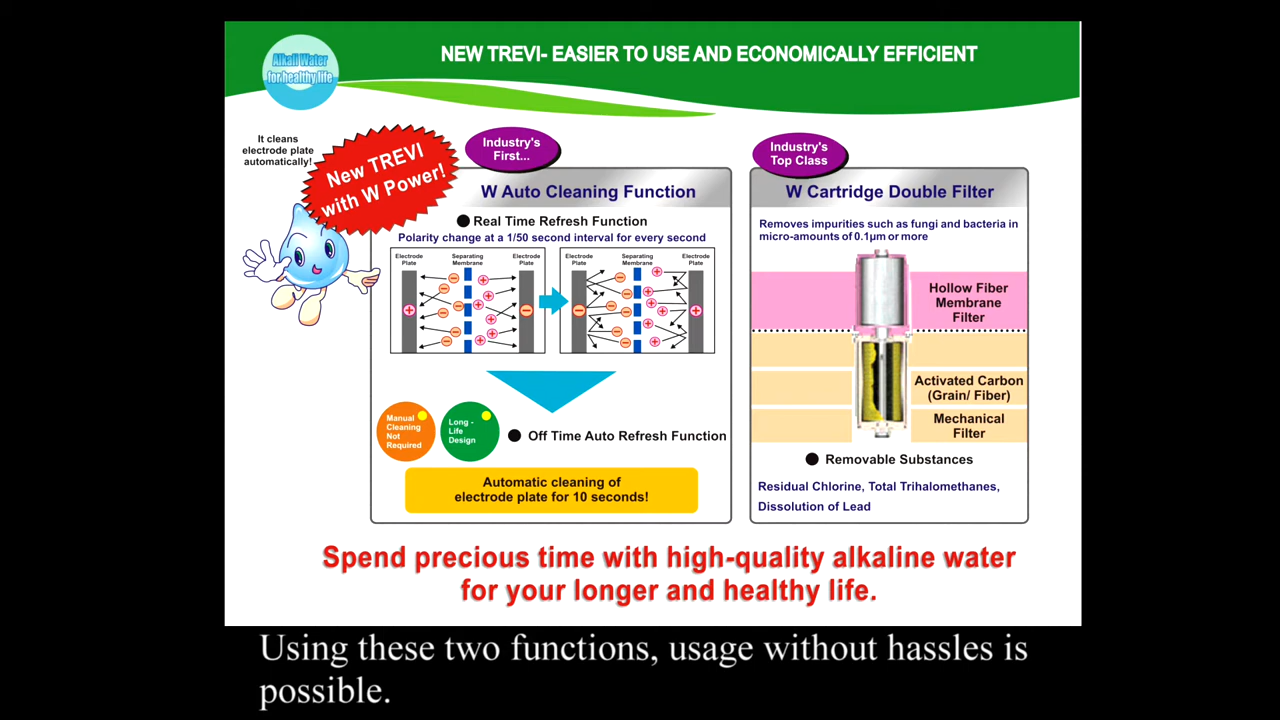 Alkali Water
for healthy life
NEW TREVI- EASIER TO USE AND ECONOMICALLY EFFICIENT
It cleans
electrode plate
automatically!
New TREVI
with W Power!
Industry's
First...
W Auto Cleaning Function
Real Time Refresh Function
Polarity change at a 1/50 second interval for every second
Electrode
Plate
Separating
Membrane
Electrode
Plate
Electrode
Plate
Separating
Membrane
Electrode
Plate
Manual
Cleaning
Not
Required
Long -
Life
Design
Off Time Auto Refresh Function
Automatic cleaning of
electrode plate for 10 seconds!
Industry's
Top Class
W Cartridge Double Filter
Removes impurities such as fungi and bacteria in
micro-amounts of 0.1µm or more
Hollow Fiber
Membrane
Filter
Activated Carbon
(Grain/ Fiber)
Mechanical
Filter
Removable Substances
Residual Chlorine, Total Trihalomethanes,
Dissolution of Lead
Spend precious time with high-quality alkaline water
for your longer and healthy life.
Using these two functions, usage without hassles is
possible.